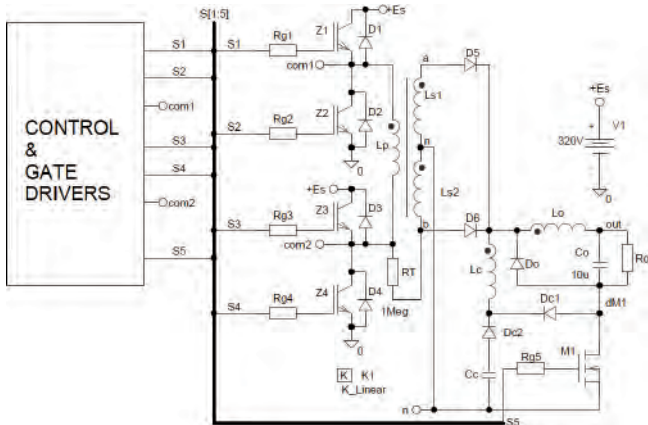 S[1:5]
+Es
S1 S1 Rg1 Z1 D1
com1
S2
com1
S2 Rg2 Z2 D2
0
CONTROL
&
GATE
DRIVERS
S3
S4
com2
S5
+Es
S3 Rg3 Z3 D3
com2
S4 Rg4 Z4 D4
0
Lp
RT
1Meg
a
Ls1
n
Ls2
b
D5
D6
+Es
+
V1
320V
0
Lo
out
Lc
Do
Co
10u
Ro
Dc1
dM1
Dc2
Cc
Rg5
M1
K K1
K_Linear
n
S5